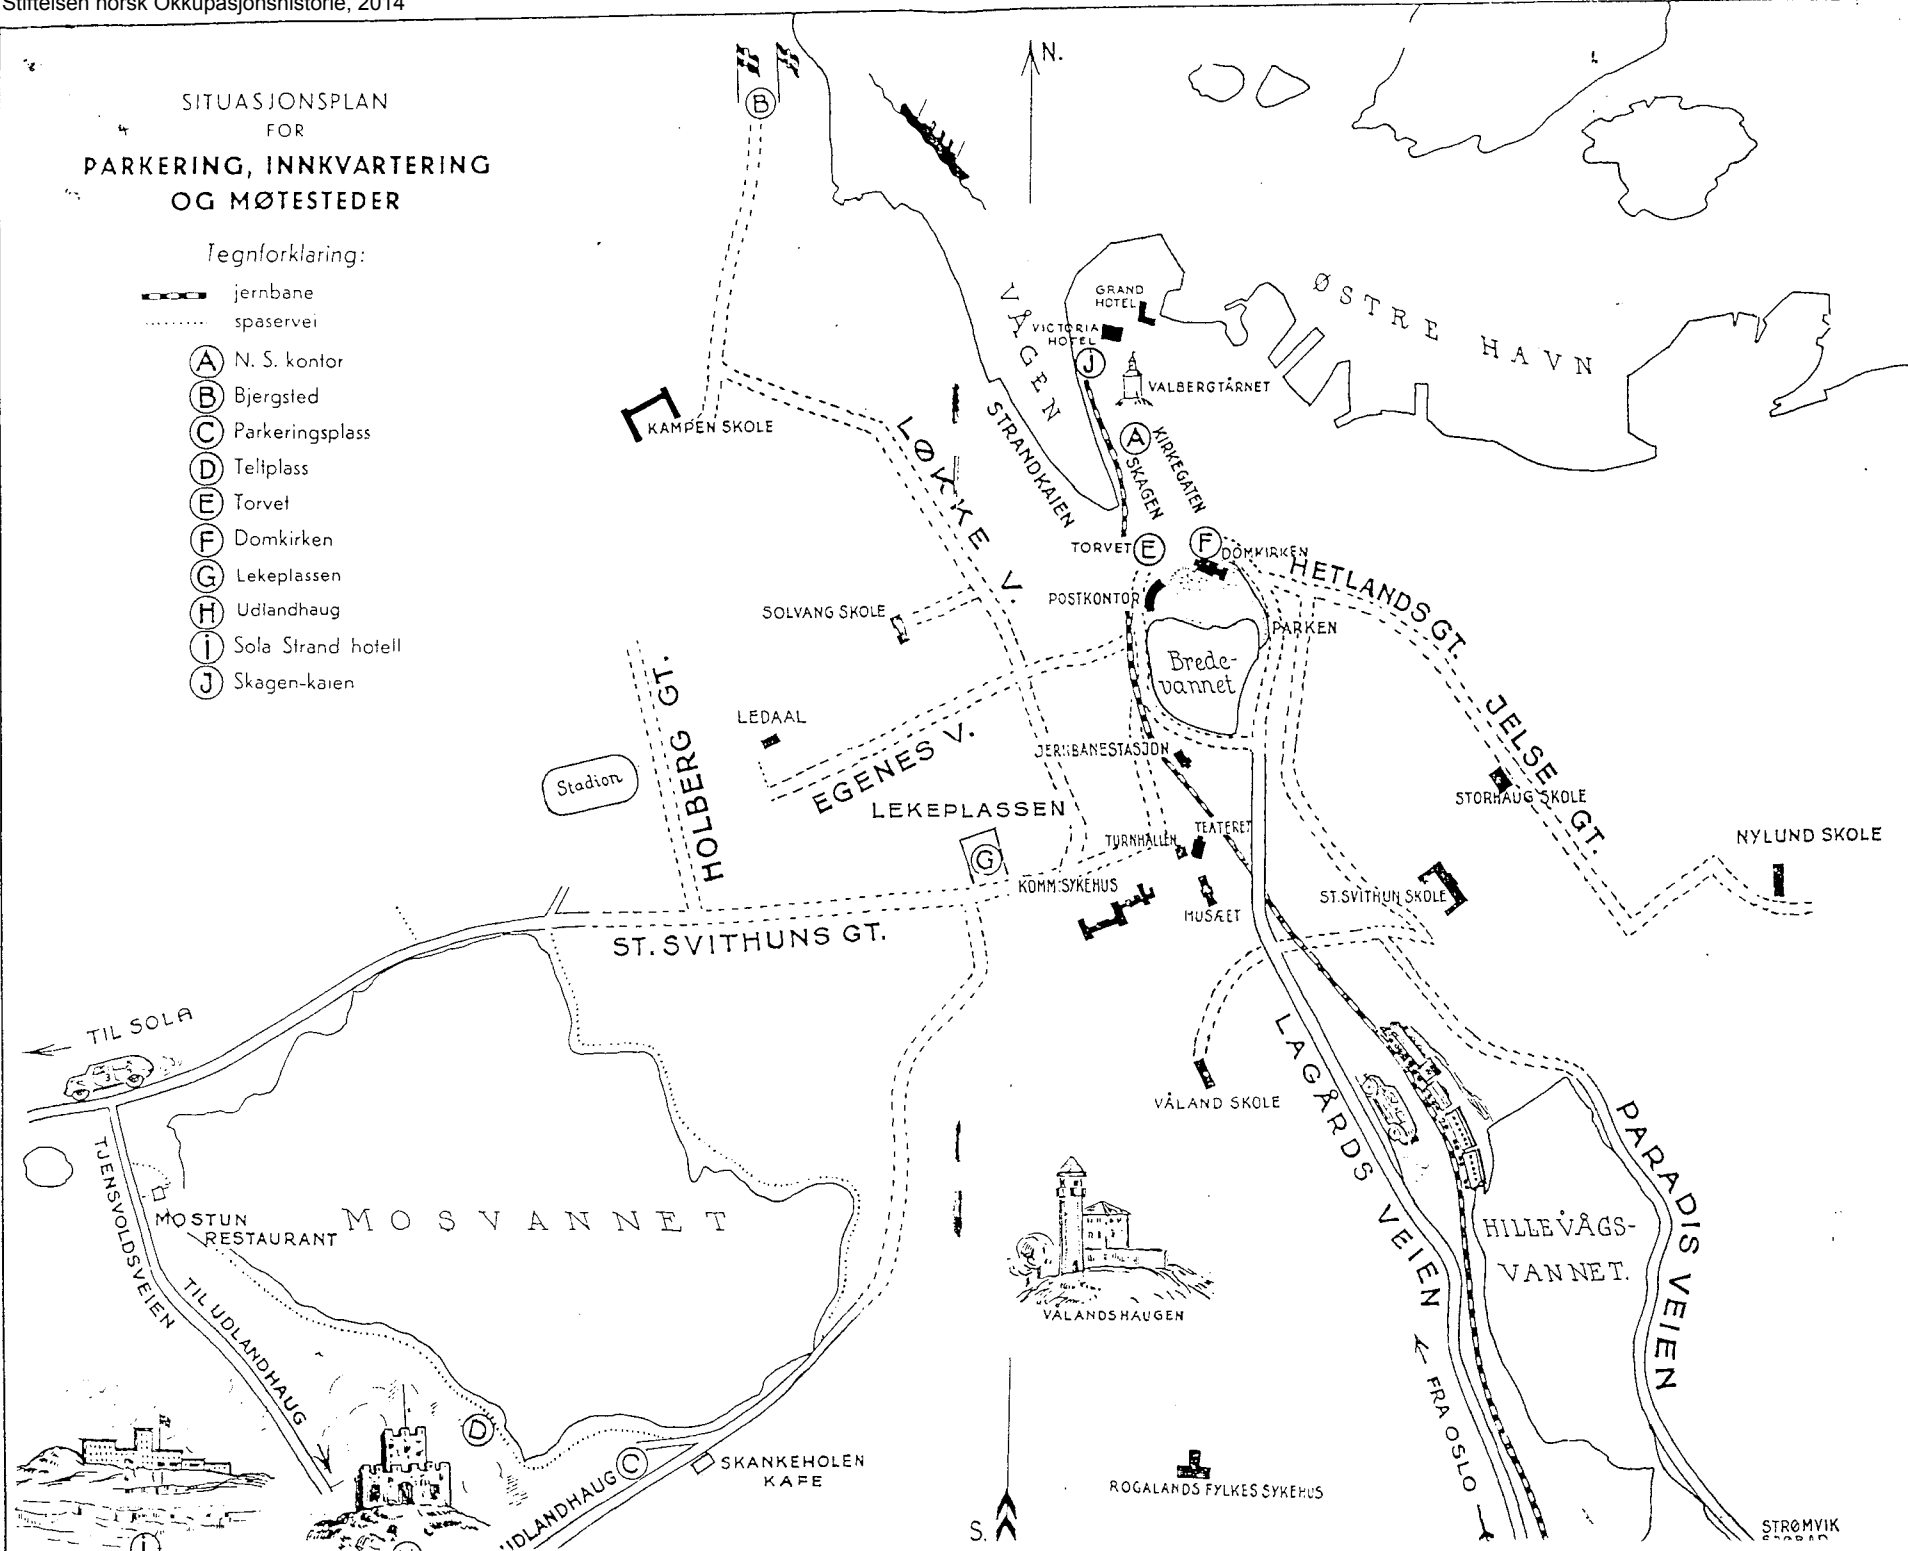 Stiftelsen norsk Okkupasjonshistorie, 2014
SITUASJONSPLAN
FOR
PARKERING, INNKVARTERING
OG MØTESTEDER
Tegnforklaring:
jernbane
spaservei
A N. S. kontor
B Bjergsted
C Parkeringsplass
D Teltplass
E Torvet
F Domkirken
G Lekeplassen
H Udlandhaug
I Sola Strand hotell
J Skagen-kaien
B
N.
ØSTRE HAVN
VÅGEN
GRAND
HOTEL
VICTORIA
HOTEL
J
VALBERGTÅRNET
KAMPEN SKOLE
LØKKE V.
STRANDKAIEN
A
SKAGEN
KIRKEGATEN
TORVET E
F DOMKIRKEN
HETLANDSGT.
POSTKONTOR
PARKEN
SOLVANG SKOLE
Brede-
vannet
HOLBERG GT.
LEDAAL
EGENES V.
JERNBANESTASJON
JELSE GT.
STORHAUG SKOLE
Stadion
LEKEPLASSEN
G
TURNHALLEN
TEATERET
NYLUND SKOLE
KOMM. SYKEHUS
MUSÆET
ST. SVITHUN SKOLE
ST. SVITHUNS GT.
TIL SOLA
LAGÅRDS VEIEN
VÅLAND SKOLE
PARADIS VEIEN
TJENSVOLDSVEIEN
MOSTUN
RESTAURANT
MOSVANNET
HILLEVÅGS-
VANNET.
TIL UDLANDHAUG
VÅLANDSHAUGEN
FRA OSLO
D
C
SKANKEHOLEN
KAFE
UDLANDHAUG
ROGALANDS FYLKES SYKEHUS
S.
STRØMVIK
I